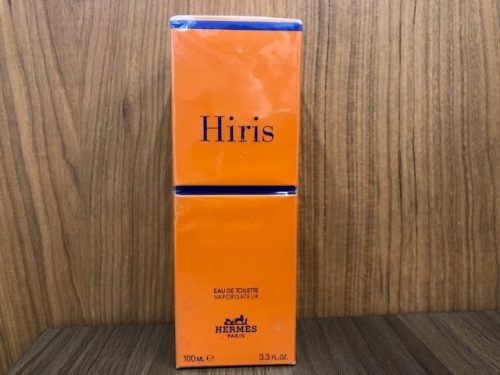 Hiris
EAU DE TOILETTE
VAPORISATEUR
HERMÈS
PARIS
100 ML ℮ 3.3 FL.OZ.